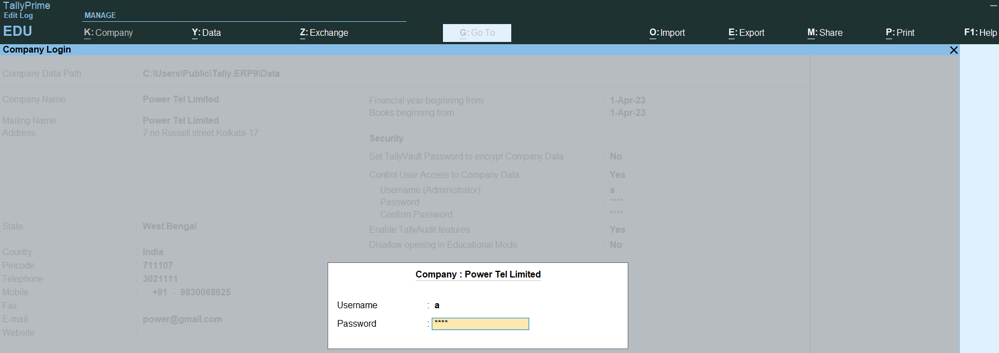 TallyPrime
Edit Log
EDU
MANAGE
K: Company
Y: Data
Z: Exchange
G: Go To
O: Import
E: Export
M: Share
P: Print
F1: Help
Company Login
Company Data Path : C:\Users\Public\Tally.ERP9\Data
Company Name : Power Tel Limited
Mailing Name : Power Tel Limited
Address : 7 no Russell street Kolkata-17
State : West Bengal
Country : India
Pincode : 711107
Telephone : 3021111
Mobile : +91 - 9830068625
Fax :
E-mail : power@gmail.com
Website :
Financial year beginning from : 1-Apr-23
Books beginning from : 1-Apr-23
Security
Set TallyVault Password to encrypt Company Data : No
Control User Access to Company Data : Yes
Username (Administrator) : a
Password : ****
Confirm Password : ****
Enable TallyAudit features : Yes
Disallow opening in Educational Mode : No
Company : Power Tel Limited
Username : a
Password : ****